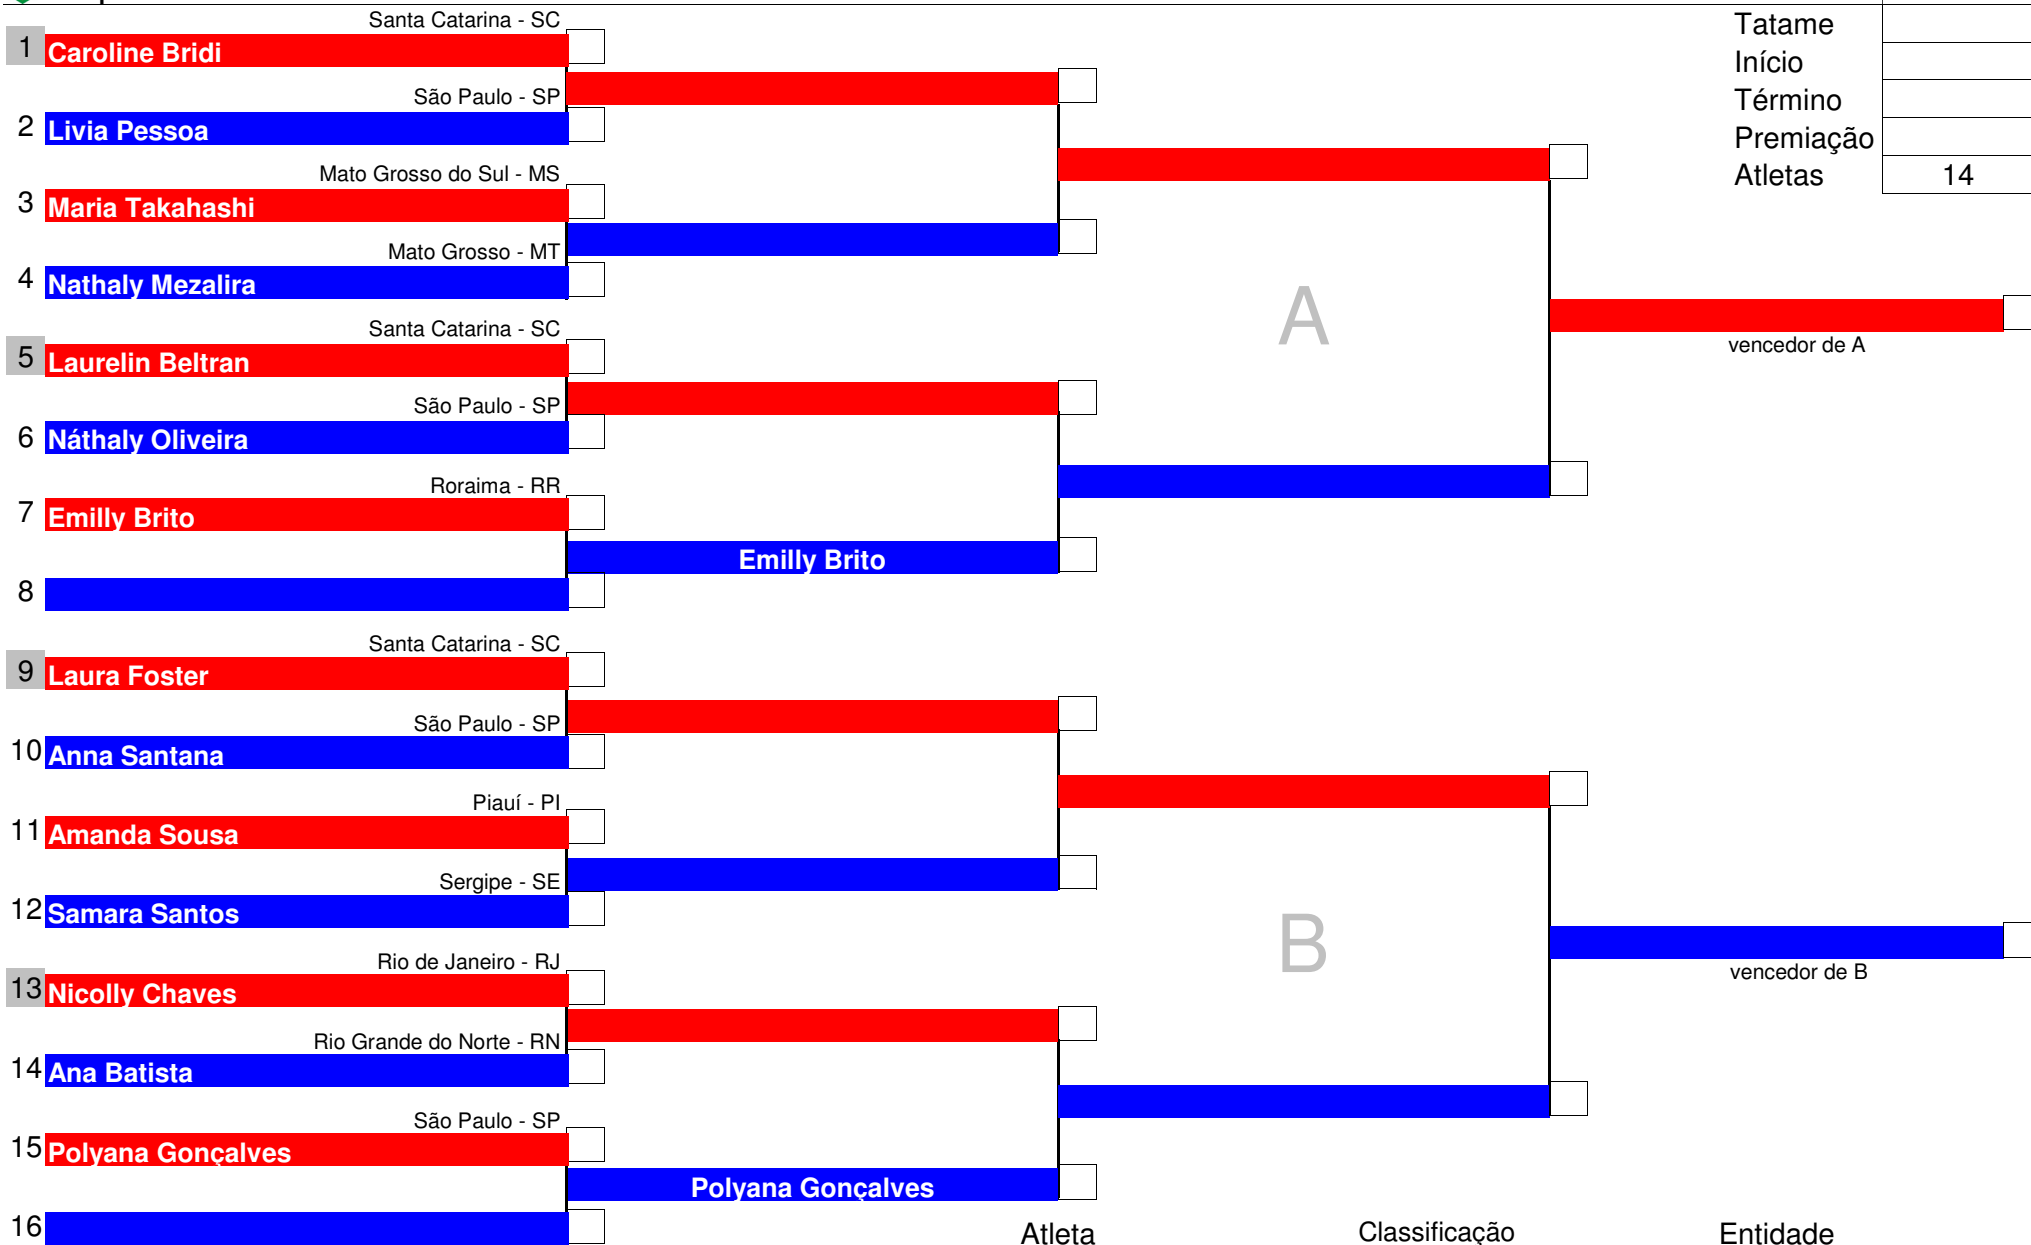 Santa Catarina - SC
1 Caroline Bridi
São Paulo - SP
2 Livia Pessoa
Mato Grosso do Sul - MS
3 Maria Takahashi
Mato Grosso - MT
4 Nathaly Mezalira
Santa Catarina - SC
5 Laurelin Beltran
São Paulo - SP
6 Náthaly Oliveira
Roraima - RR
7 Emilly Brito
Emilly Brito
8
Santa Catarina - SC
9 Laura Foster
São Paulo - SP
10 Anna Santana
Piauí - PI
11 Amanda Sousa
Sergipe - SE
12 Samara Santos
Rio de Janeiro - RJ
13 Nicolly Chaves
Rio Grande do Norte - RN
14 Ana Batista
São Paulo - SP
15 Polyana Gonçalves
Polyana Gonçalves
16
A
B
vencedor de A
vencedor de B
Tatame
Início
Término
Premiação
Atletas 14
Atleta Classificação Entidade